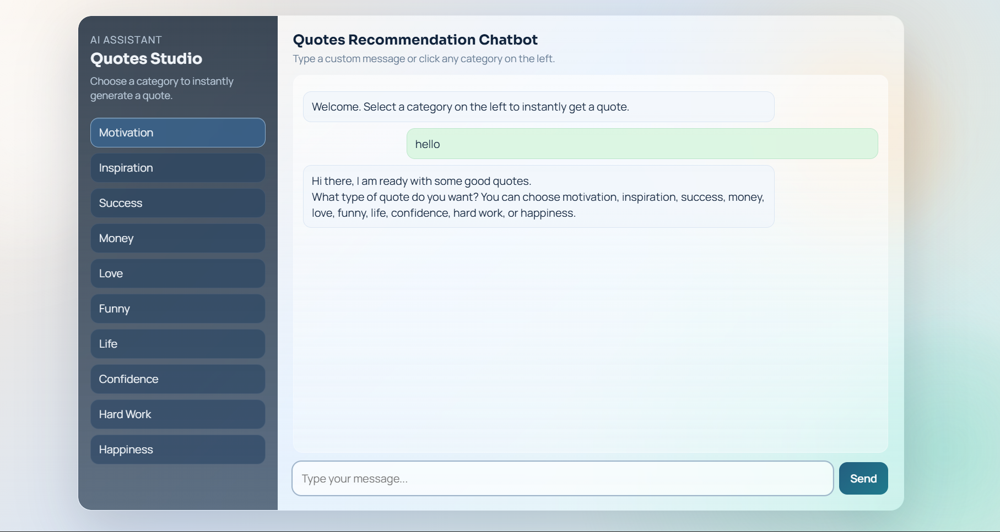 AI ASSISTANT
Quotes Studio
Choose a category to instantly
generate a quote.
Motivation
Inspiration
Success
Money
Love
Funny
Life
Confidence
Hard Work
Happiness
Quotes Recommendation Chatbot
Type a custom message or click any category on the left.
Welcome. Select a category on the left to instantly get a quote.
hello
Hi there, I am ready with some good quotes.
What type of quote do you want? You can choose motivation, inspiration, success, money,
love, funny, life, confidence, hard work, or happiness.
Type your message...
Send